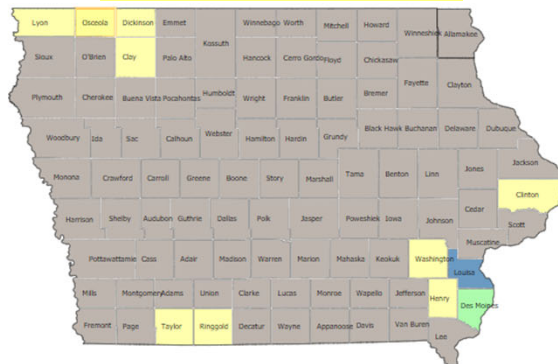 Lyon Osceola Dickinson Emmet Winnebago Worth Mitchell Howard Winneshiek Allamakee
Kossuth
Sioux O'Brien Clay Palo Alto Hancock Cerro Gordo Floyd Chickasaw
Fayette Clayton
Plymouth Cherokee Buena Vista Pocahontas Humboldt Wright Franklin Butler Bremer
Woodbury Ida Sac Calhoun Webster Hamilton Hardin Grundy Black Hawk Buchanan Delaware Dubuque
Jackson
Monona Crawford Carroll Greene Boone Story Marshall Tama Benton Linn Jones
Clinton
Harrison Shelby Audubon Guthrie Dallas Polk Jasper Poweshiek Iowa Johnson Cedar Scott
Muscatine
Pottawattamie Cass Adair Madison Warren Marion Mahaska Keokuk Washington Louisa
Mills Montgomery Adams Union Clarke Lucas Monroe Wapello Jefferson Henry Des Moines
Fremont Page Taylor Ringgold Decatur Wayne Appanoose Davis Van Buren Lee